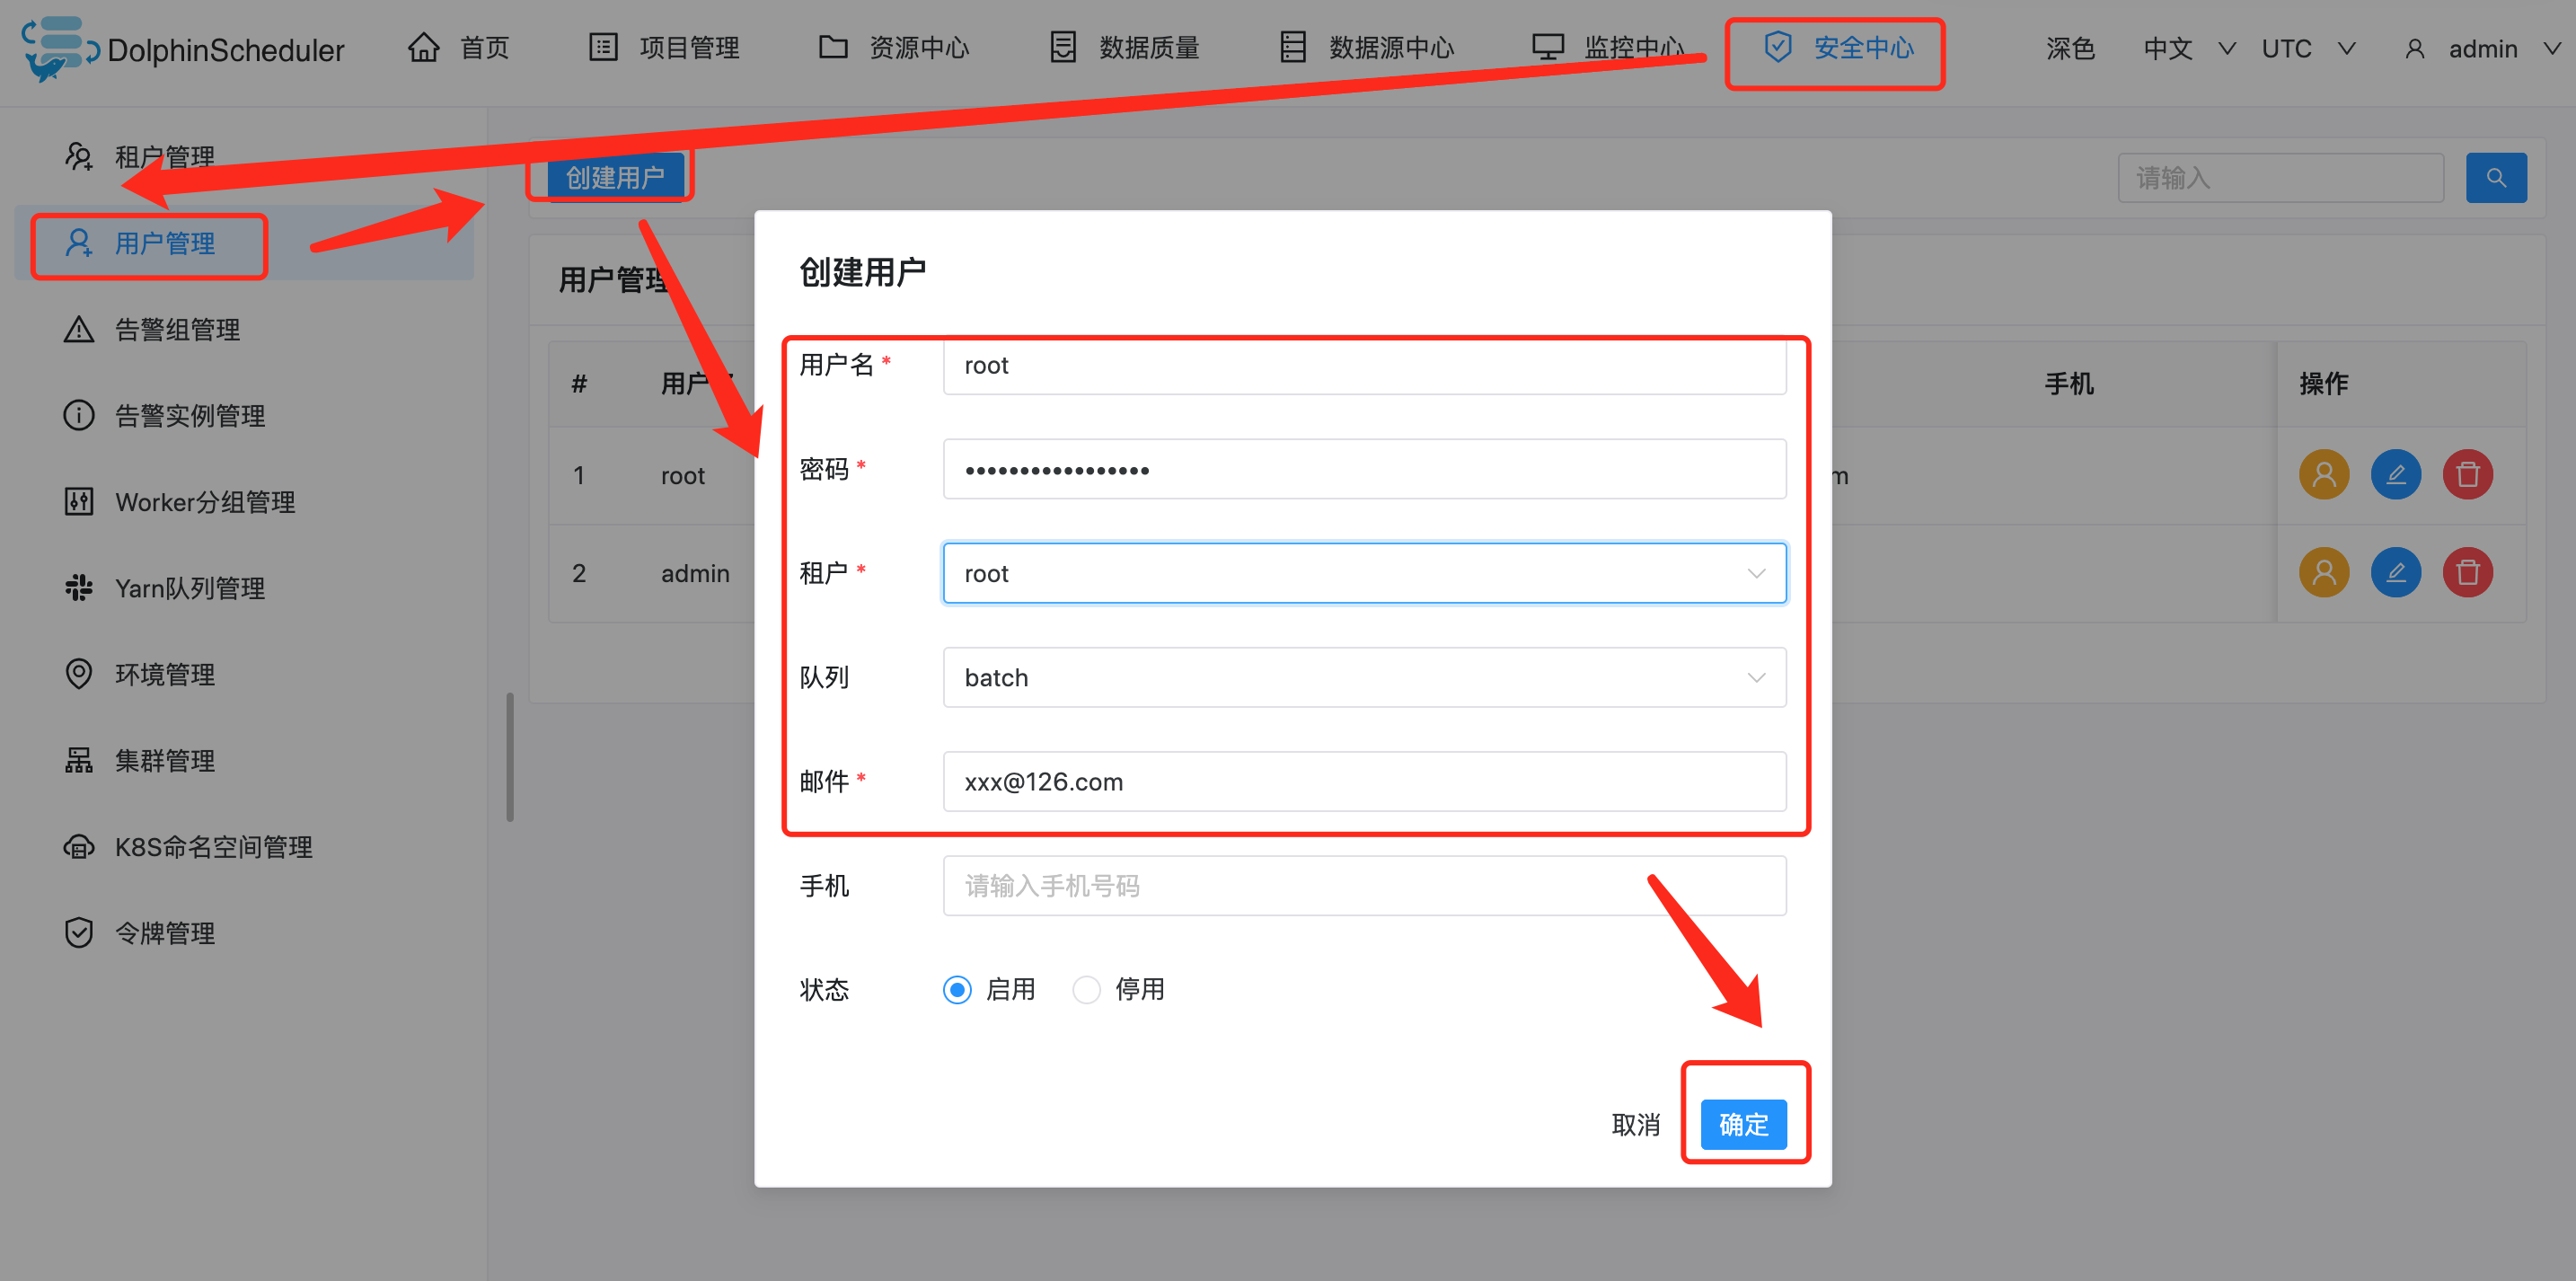 DolphinScheduler
首页
项目管理
资源中心
数据质量
数据源中心
监控中心
安全中心
深色
中文
UTC
admin
租户管理
用户管理
告警组管理
告警实例管理
Worker分组管理
Yarn队列管理
环境管理
集群管理
K8S命名空间管理
令牌管理
创建用户
请输入
用户管理
# 用户 手机 操作
1 root m
2 admin
创建用户
用户名 * root
密码 * •••••••••••••••••
租户 * root
队列 batch
邮件 * xxx@126.com
手机 请输入手机号码
状态 启用 停用
取消 确定